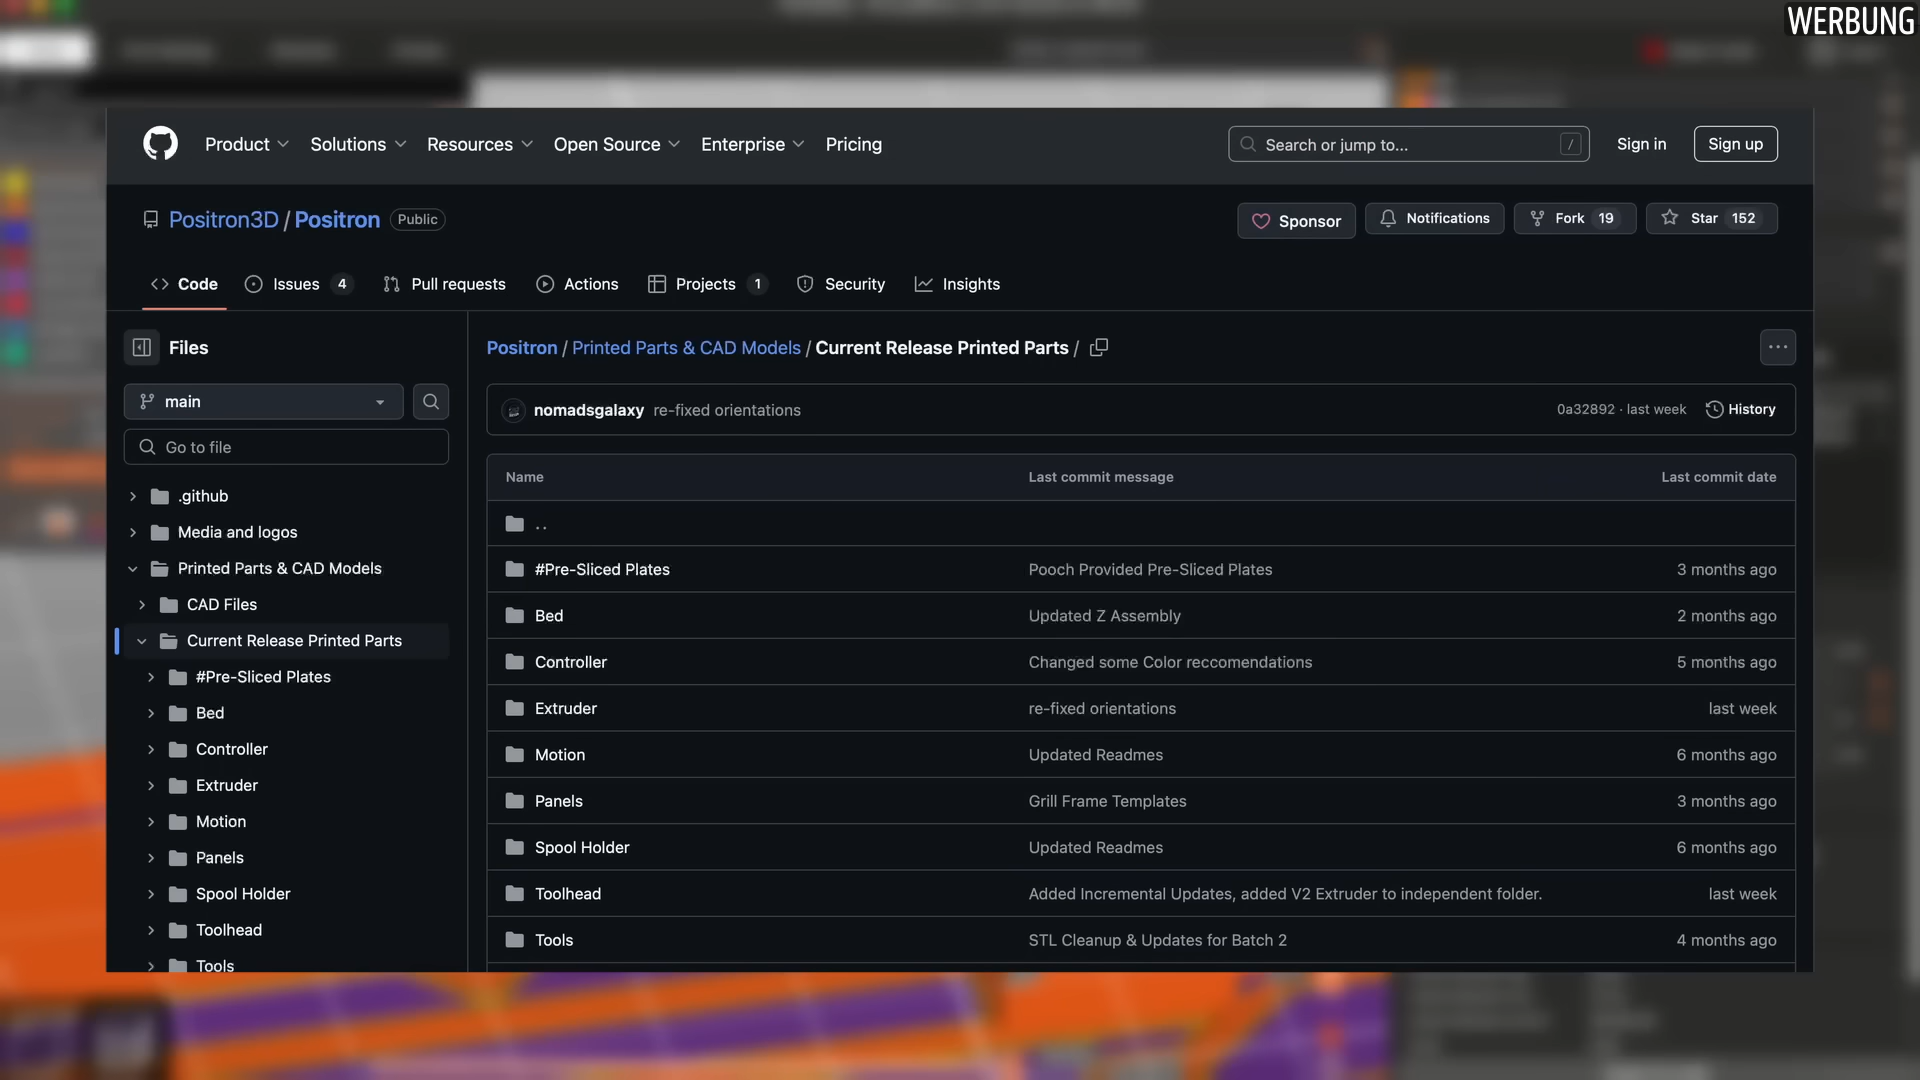 WERBUNG
Product Solutions Resources Open Source Enterprise Pricing Search or jump to... / Sign in Sign up
Positron3D / Positron Public Sponsor Notifications Fork 19 Star 152
Code Issues 4 Pull requests Actions Projects 1 Security Insights
Files
main
Go to file
.github
Media and logos
Printed Parts & CAD Models
CAD Files
Current Release Printed Parts
#Pre-Sliced Plates
Bed
Controller
Extruder
Motion
Panels
Spool Holder
Toolhead
Tools
Positron / Printed Parts & CAD Models / Current Release Printed Parts /
nomadsgalaxy re-fixed orientations 0a32892 · last week History
Name Last commit message Last commit date
..
#Pre-Sliced Plates Pooch Provided Pre-Sliced Plates 3 months ago
Bed Updated Z Assembly 2 months ago
Controller Changed some Color reccomendations 5 months ago
Extruder re-fixed orientations last week
Motion Updated Readmes 6 months ago
Panels Grill Frame Templates 3 months ago
Spool Holder Updated Readmes 6 months ago
Toolhead Added Incremental Updates, added V2 Extruder to independent folder. last week
Tools STL Cleanup & Updates for Batch 2 4 months ago